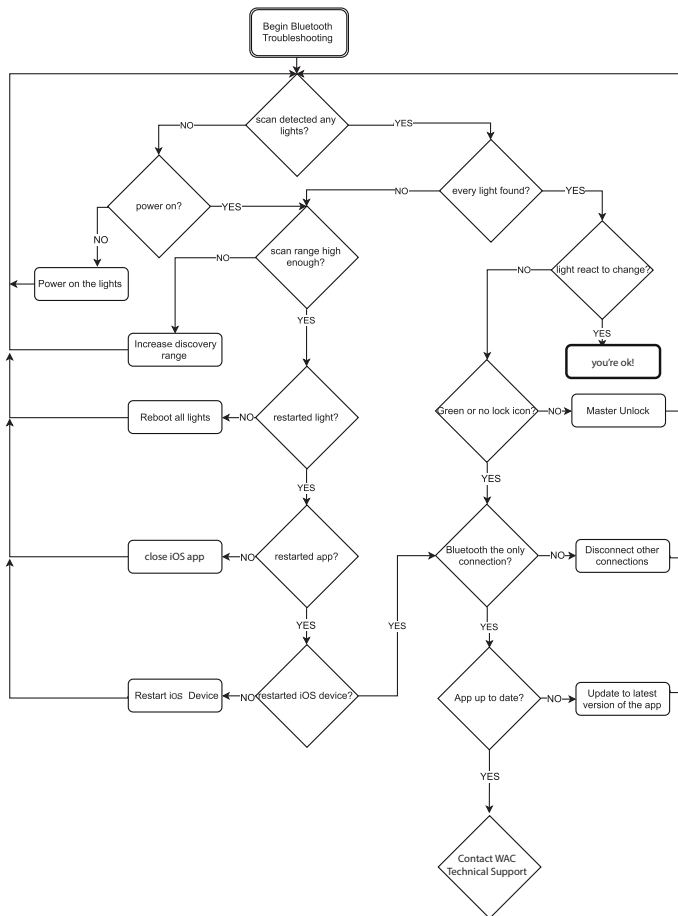 Begin Bluetooth
Troubleshooting
scan detected any
lights?
NO
YES
power on?
YES
NO
every light found?
YES
NO
scan range high
enough?
NO
light react to change?
NO
Power on the lights
YES
YES
Increase discovery
range
you're ok!
Reboot all lights
NO
restarted light?
Green or no lock icon?
NO
Master Unlock
YES
YES
close iOS app
NO
restarted app?
Bluetooth the only
connection?
NO
Disconnect other
connections
YES
YES
YES
Restart ios Device
NO
restarted iOS device?
App up to date?
NO
Update to latest
version of the app
YES
Contact WAC
Technical Support